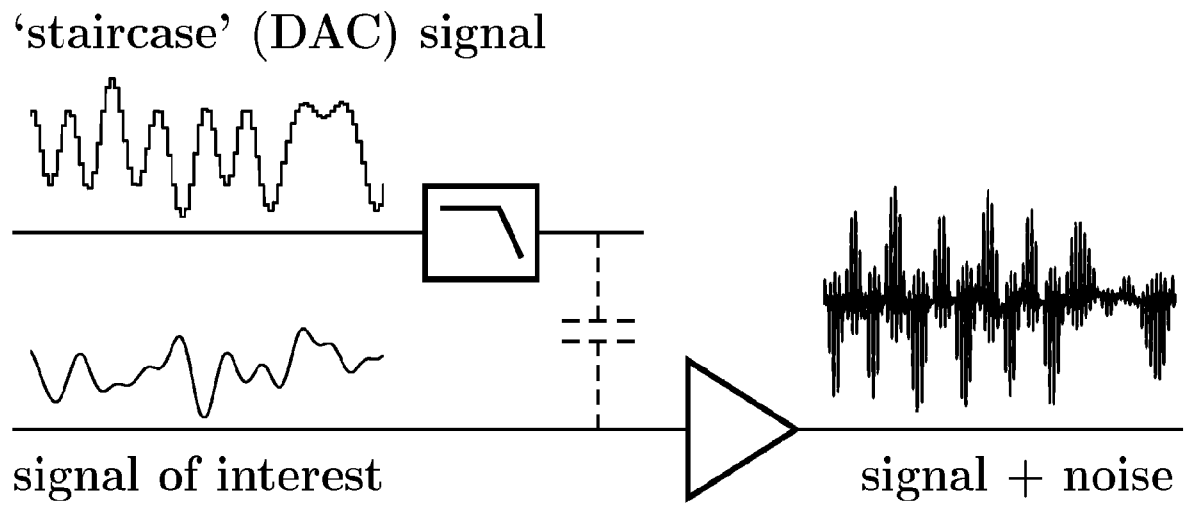 ‘staircase’ (DAC) signal
signal of interest
signal + noise